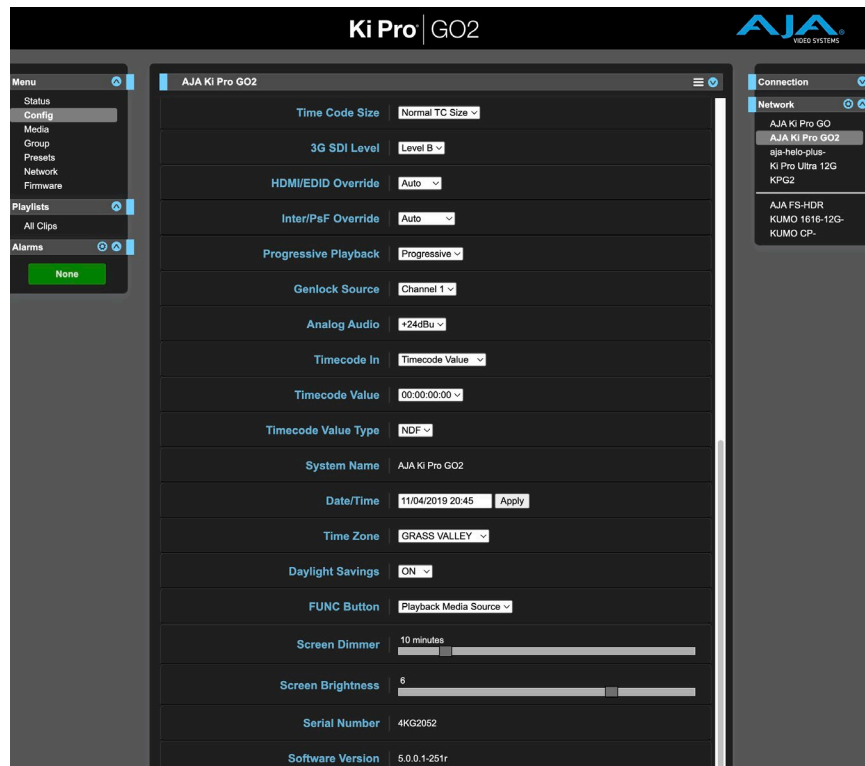 Ki Pro GO2
AJA
VIDEO SYSTEMS
Menu
Status
Config
Media
Group
Presets
Network
Firmware
Playlists
All Clips
Alarms
None
AJA Ki Pro GO2
Time Code Size Normal TC Size
3G SDI Level Level B
HDMI/EDID Override Auto
Inter/PsF Override Auto
Progressive Playback Progressive
Genlock Source Channel 1
Analog Audio +24dBu
Timecode In Timecode Value
Timecode Value 00:00:00:00
Timecode Value Type NDF
System Name AJA Ki Pro GO2
Date/Time 11/04/2019 20:45 Apply
Time Zone GRASS VALLEY
Daylight Savings ON
FUNC Button Playback Media Source
Screen Dimmer 10 minutes
Screen Brightness 6
Serial Number 4KG2052
Software Version 5.0.0.1-251r
Connection
Network
AJA Ki Pro GO
AJA Ki Pro GO2
aja-helo-plus-
Ki Pro Ultra 12G
KPG2
AJA FS-HDR
KUMO 1616-12G-
KUMO CP-